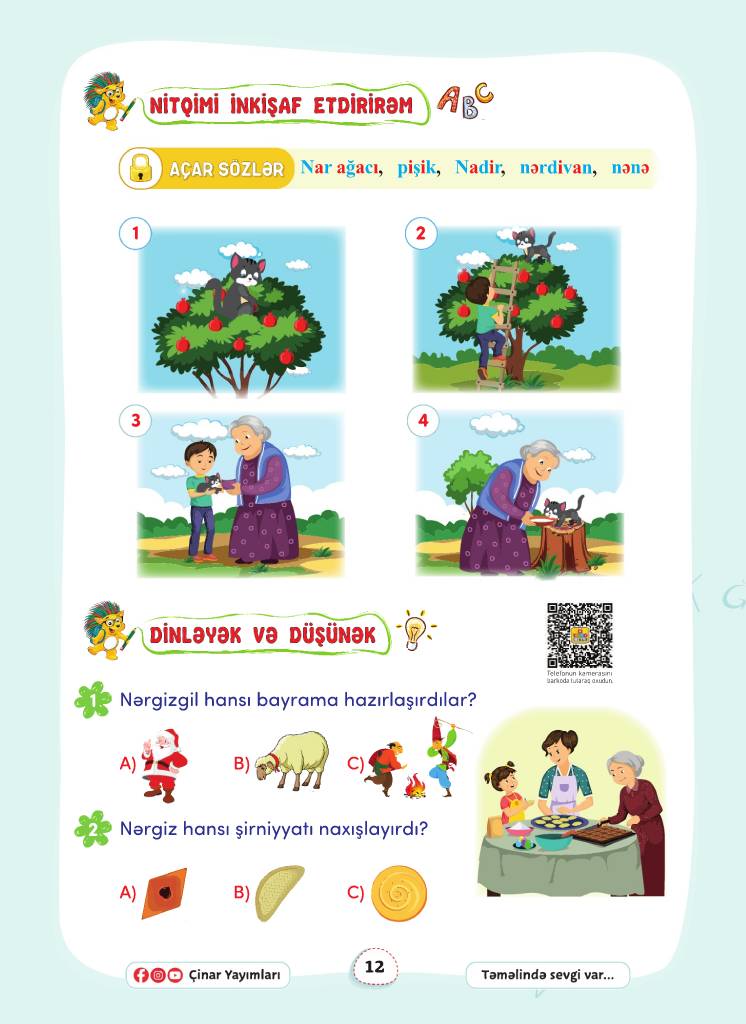 NİTQİMİ İNKİŞAF ETDİRİRƏM ABC
AÇAR SÖZLƏR Nar ağacı, pişik, Nadir, nərdivan, nənə
1
2
3
4
DİNLƏYƏK VƏ DÜŞÜNƏK
Telefonun kamerasını
barkoda tutaraq oxudun.
1 Nərgizgil hansı bayrama hazırlaşırdılar?
A) B) C)
2 Nərgiz hansı şirniyyatı naxışlayırdı?
A) B) C)
Çinar Yayımları 12 Təməlində sevgi var...